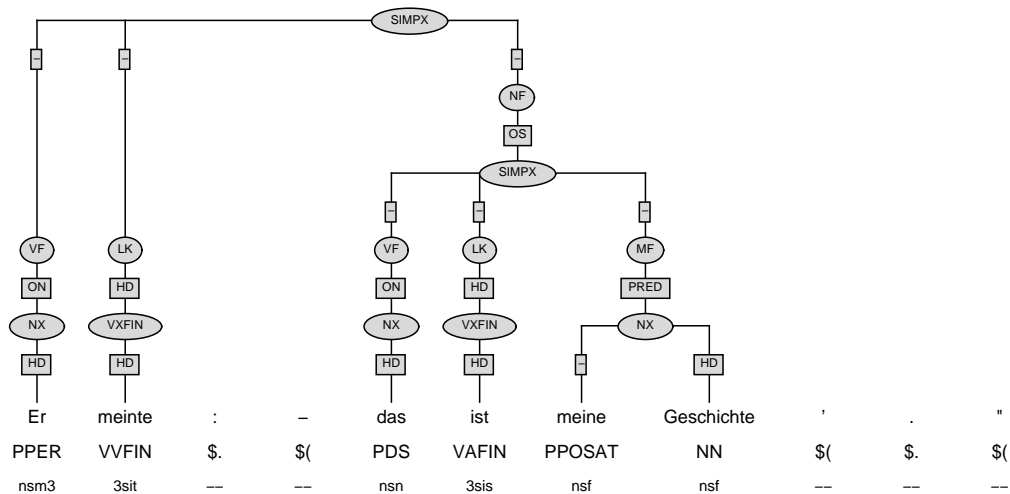 SIMPX
– – –
NF
OS
SIMPX
– – –
VF LK VF LK MF
ON HD ON HD PRED
NX VXFIN NX VXFIN NX
HD HD HD HD – HD
Er meinte : – das ist meine Geschichte ' . "
PPER VVFIN $. $( PDS VAFIN PPOSAT NN $( $. $(
nsm3 3sit –– –– nsn 3sis nsf nsf –– –– ––